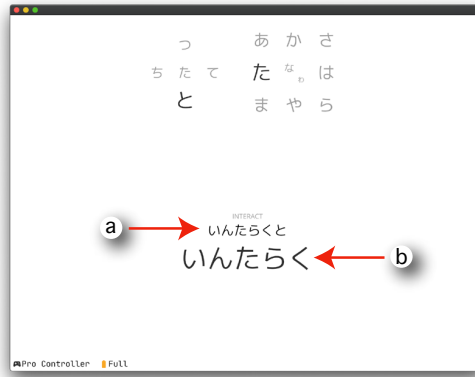 っ
あ か さ
ち た て
た な ゎ は
と
ま や ら
INTERACT
a
いんたらくと
いんたらく
b
Pro Controller Full